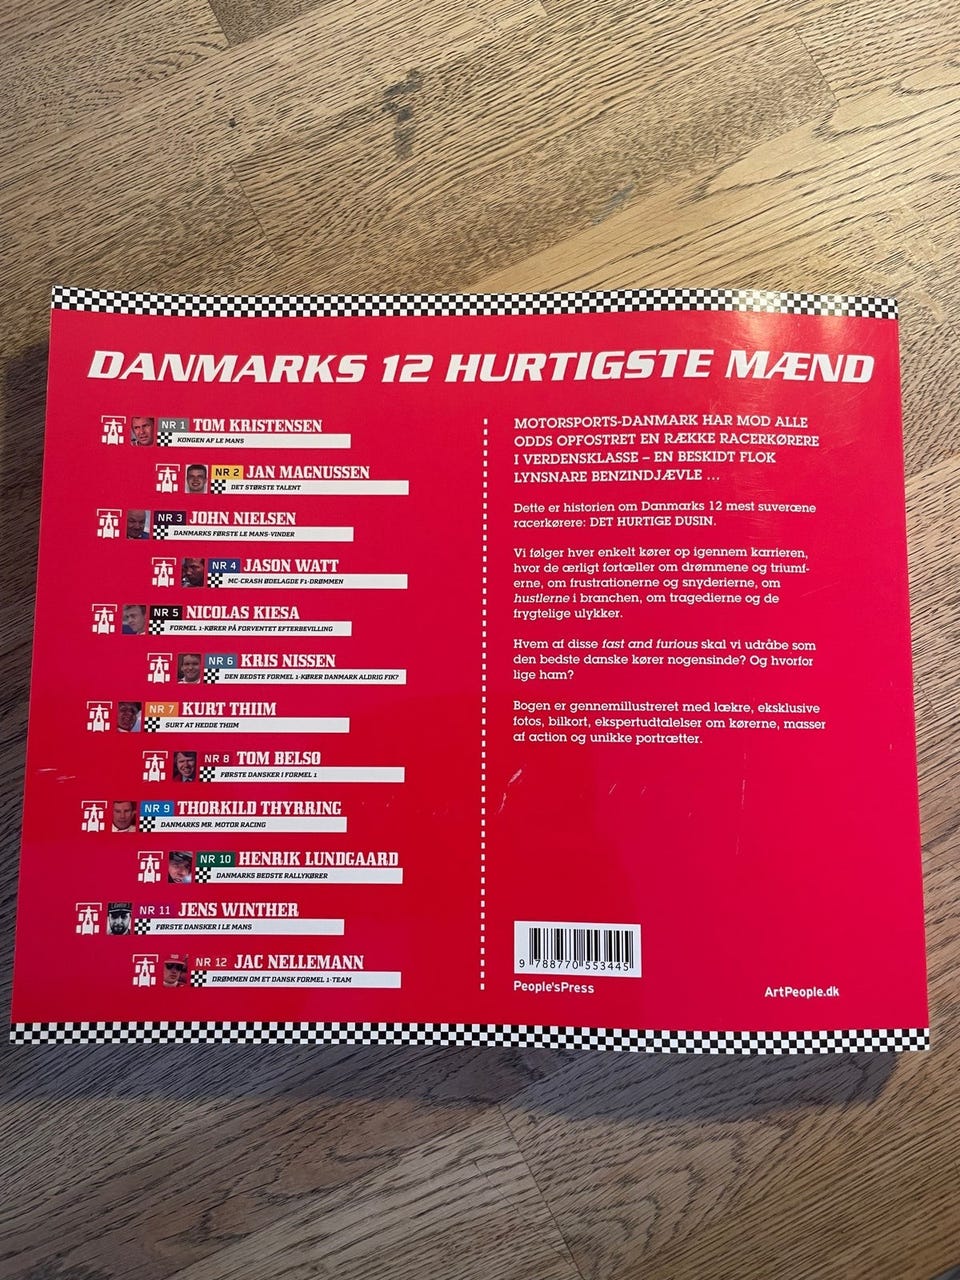 DANMARKS 12 HURTIGSTE MÆND
NR 1 TOM KRISTENSEN
KONGEN AF LE MANS
NR 2 JAN MAGNUSSEN
DET STØRSTE TALENT
NR 3 JOHN NIELSEN
DANMARKS FØRSTE LE MANS-VINDER
NR 4 JASON WATT
MC-CRASH ØDELAGDE F1-DRØMMEN
NR 5 NICOLAS KIESA
FORMEL 1-KØRER PÅ FORVENTET EFTERBEVILLING
NR 6 KRIS NISSEN
DEN BEDSTE FORMEL 1-KØRER DANMARK ALDRIG FIK?
NR 7 KURT THIIM
SURT AT HEDDE THIIM
NR 8 TOM BELSØ
FØRSTE DANSKER I FORMEL 1
NR 9 THORKILD THYRRING
DANMARKS MR. MOTOR RACING
NR 10 HENRIK LUNDGAARD
DANMARKS BEDSTE RALLYKØRER
NR 11 JENS WINTHER
FØRSTE DANSKER I LE MANS
NR 12 JAC NELLEMANN
DRØMMEN OM ET DANSK FORMEL 1-TEAM
MOTORSPORTS-DANMARK HAR MOD ALLE
ODDS OPFOSTRET EN RÆKKE RACERKØRERE
I VERDENSKLASSE – EN BESKIDT FLOK
LYNSNARE BENZINDJÆVLE ...
Dette er historien om Danmarks 12 mest suveræne
racerkørere: DET HURTIGE DUSIN.
Vi følger hver enkelt kører op igennem karrieren,
hvor de ærligt fortæller om drømmene og triumf-
erne, om frustrationerne og snyderierne, om
hustlerne i branchen, om tragedierne og de
frygtelige ulykker.
Hvem af disse fast and furious skal vi udråbe som
den bedste danske kører nogensinde? Og hvorfor
lige ham?
Bogen er gennemillustreret med lækre, eksklusive
fotos, bilkort, ekspertudtalelser om kørerne, masser
af action og unikke portrætter.
9 788770 553445
People'sPress
ArtPeople.dk